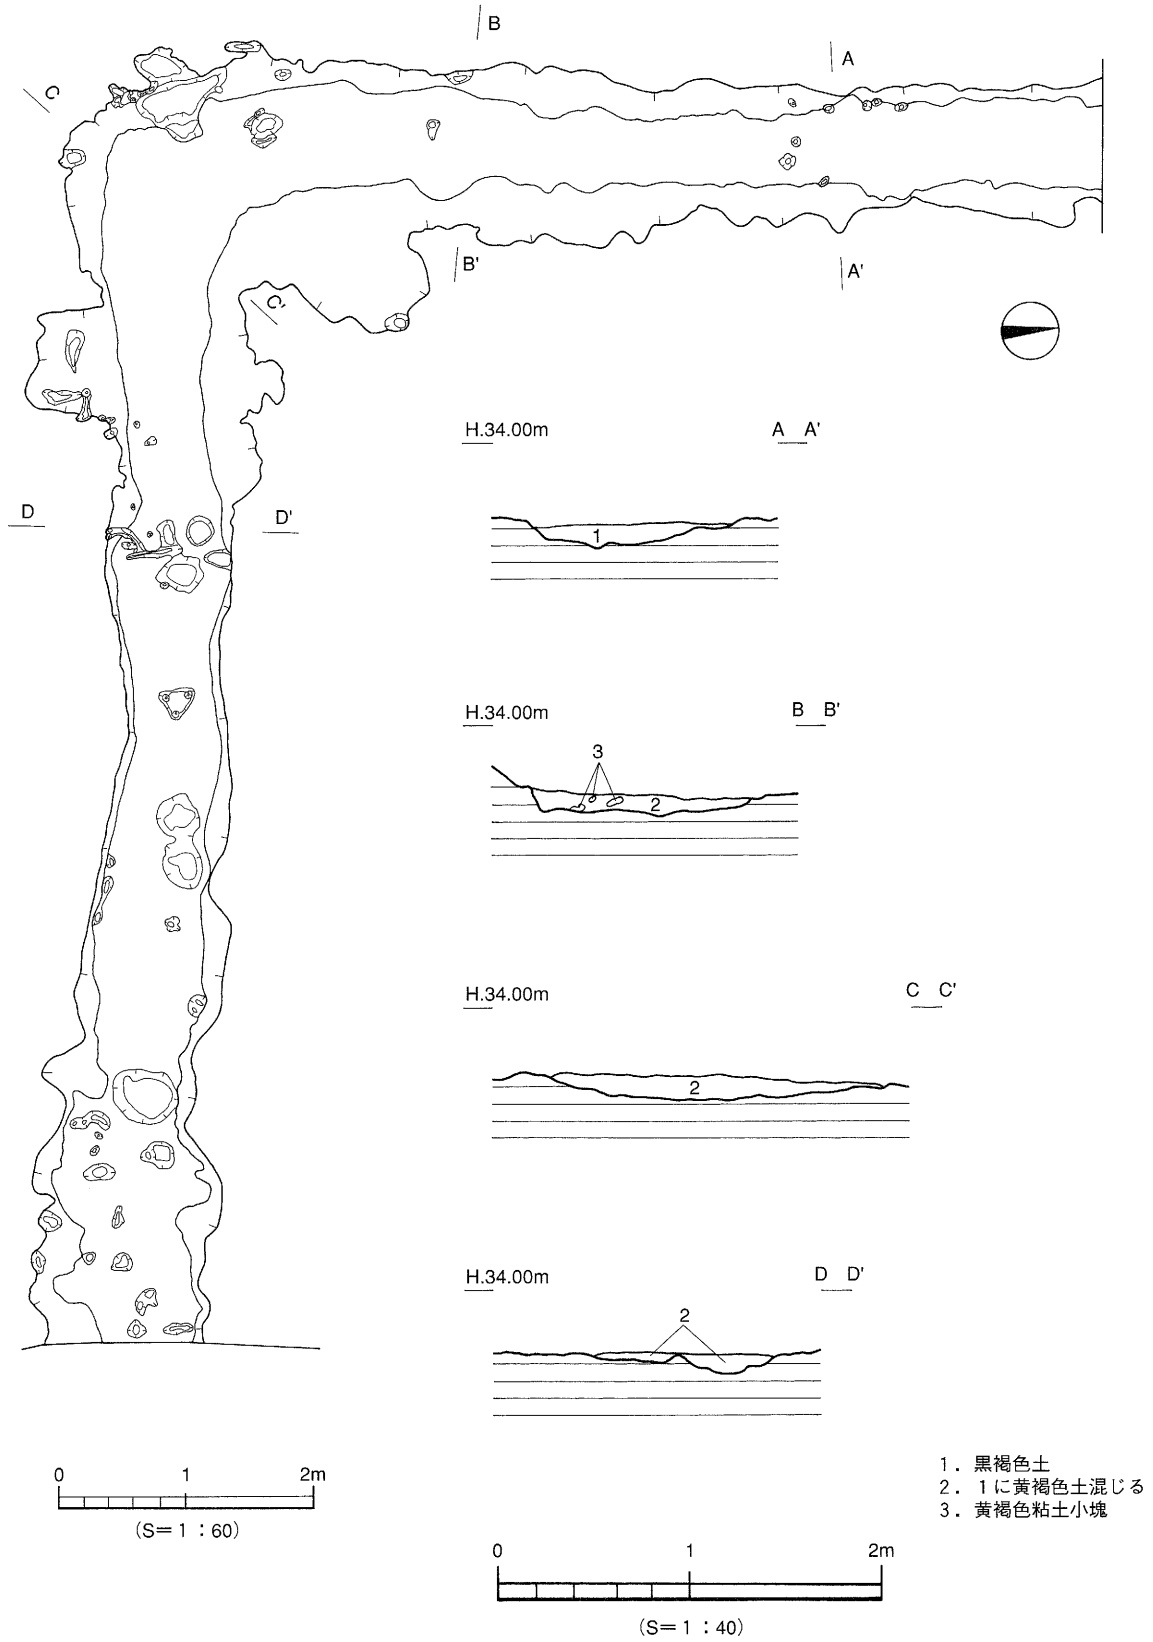 B
A
C
B'
A'
C'
D
D'
H.34.00m
A A'
1
H.34.00m
B B'
3
2
H.34.00m
C C'
2
H.34.00m
D D'
2
0 1 2m
(S=1:60)
1. 黒褐色土
2. 1に黄褐色土混じる
3. 黄褐色粘土小塊
0 1 2m
(S=1:40)